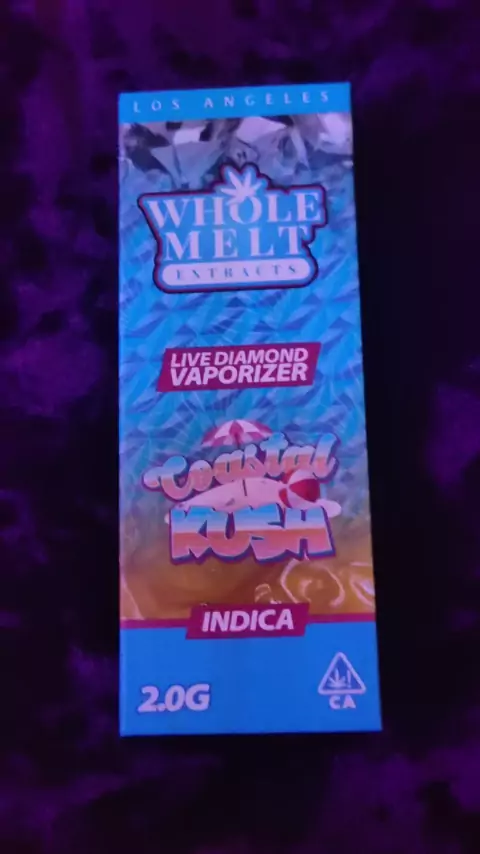 LOS ANGELES
WHOLE
MELT
EXTRACTS
LIVE DIAMOND
VAPORIZER
Coastal
KUSH
INDICA
2.0G
!
CA